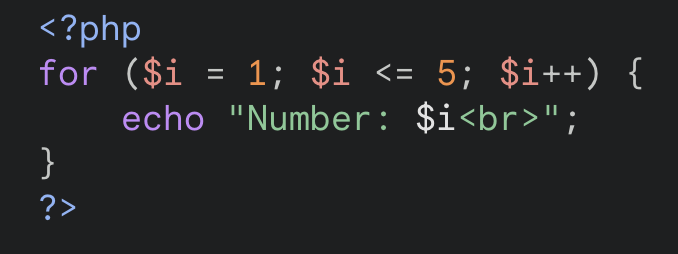 <?php
for ($i = 1; $i <= 5; $i++) {
    echo "Number: $i<br>";
}
?>